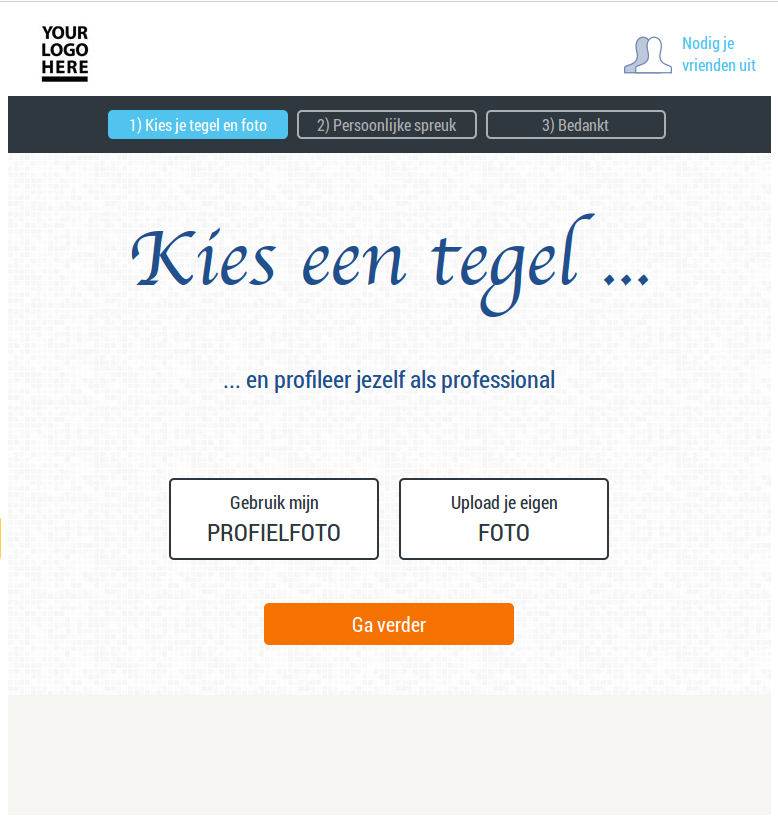 YOUR
LOGO
HERE
Nodig je
vrienden uit
1) Kies je tegel en foto
2) Persoonlijke spreuk
3) Bedankt
Kies een tegel ...
... en profileer jezelf als professional
Gebruik mijn
PROFIELFOTO
Upload je eigen
FOTO
Ga verder